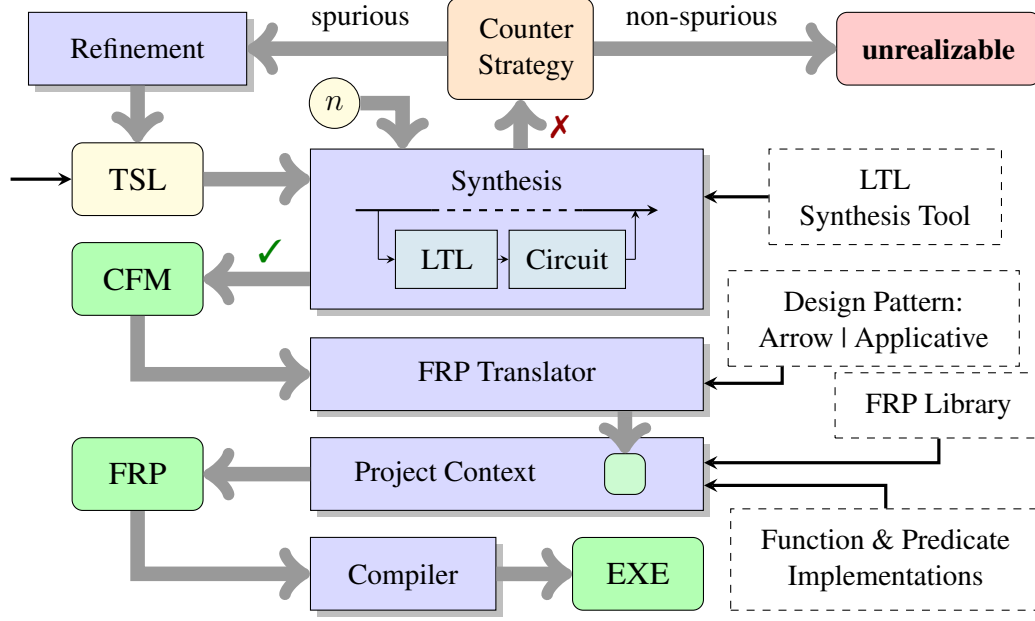 spurious
non-spurious
Refinement
Counter
Strategy
unrealizable
n
✗
TSL
Synthesis
LTL
Synthesis Tool
✓
CFM
LTL
Circuit
Design Pattern:
Arrow | Applicative
FRP Translator
FRP Library
FRP
Project Context
Function & Predicate
Implementations
Compiler
EXE